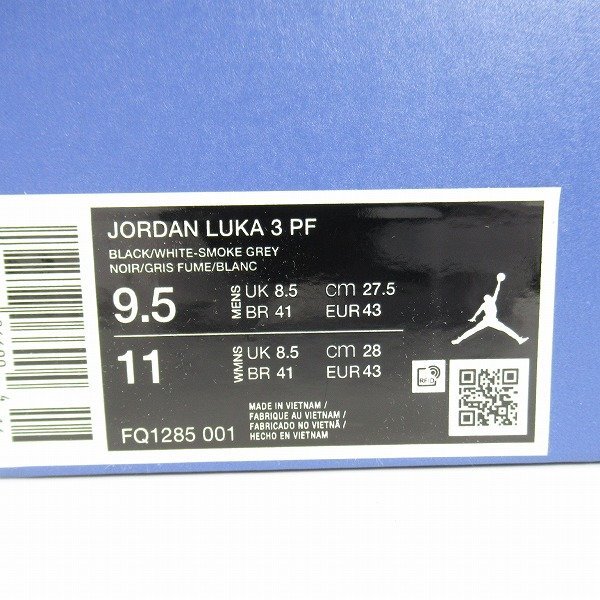 JORDAN LUKA 3 PF
BLACK/WHITE-SMOKE GREY
NOIR/GRIS FUME/BLANC
9.5 MENS UK 8.5 cm 27.5
BR 41 EUR 43
11 WMNS UK 8.5 cm 28
BR 41 EUR 43
RFID
FQ1285 001
MADE IN VIETNAM /
FABRIQUE AU VIETNAM /
FABRICADO NO VIETNÃ /
HECHO EN VIETNAM